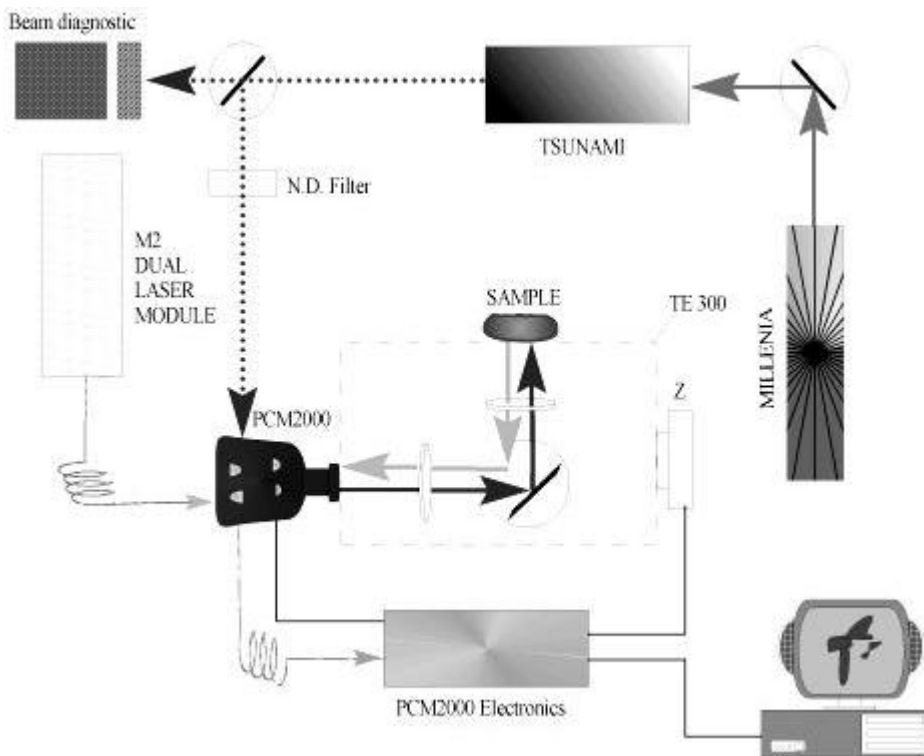 Beam diagnostic
TSUNAMI
N.D. Filter
M2
DUAL
LASER
MODULE
SAMPLE
TE 300
MILLENIA
Z
PCM2000
PCM2000 Electronics